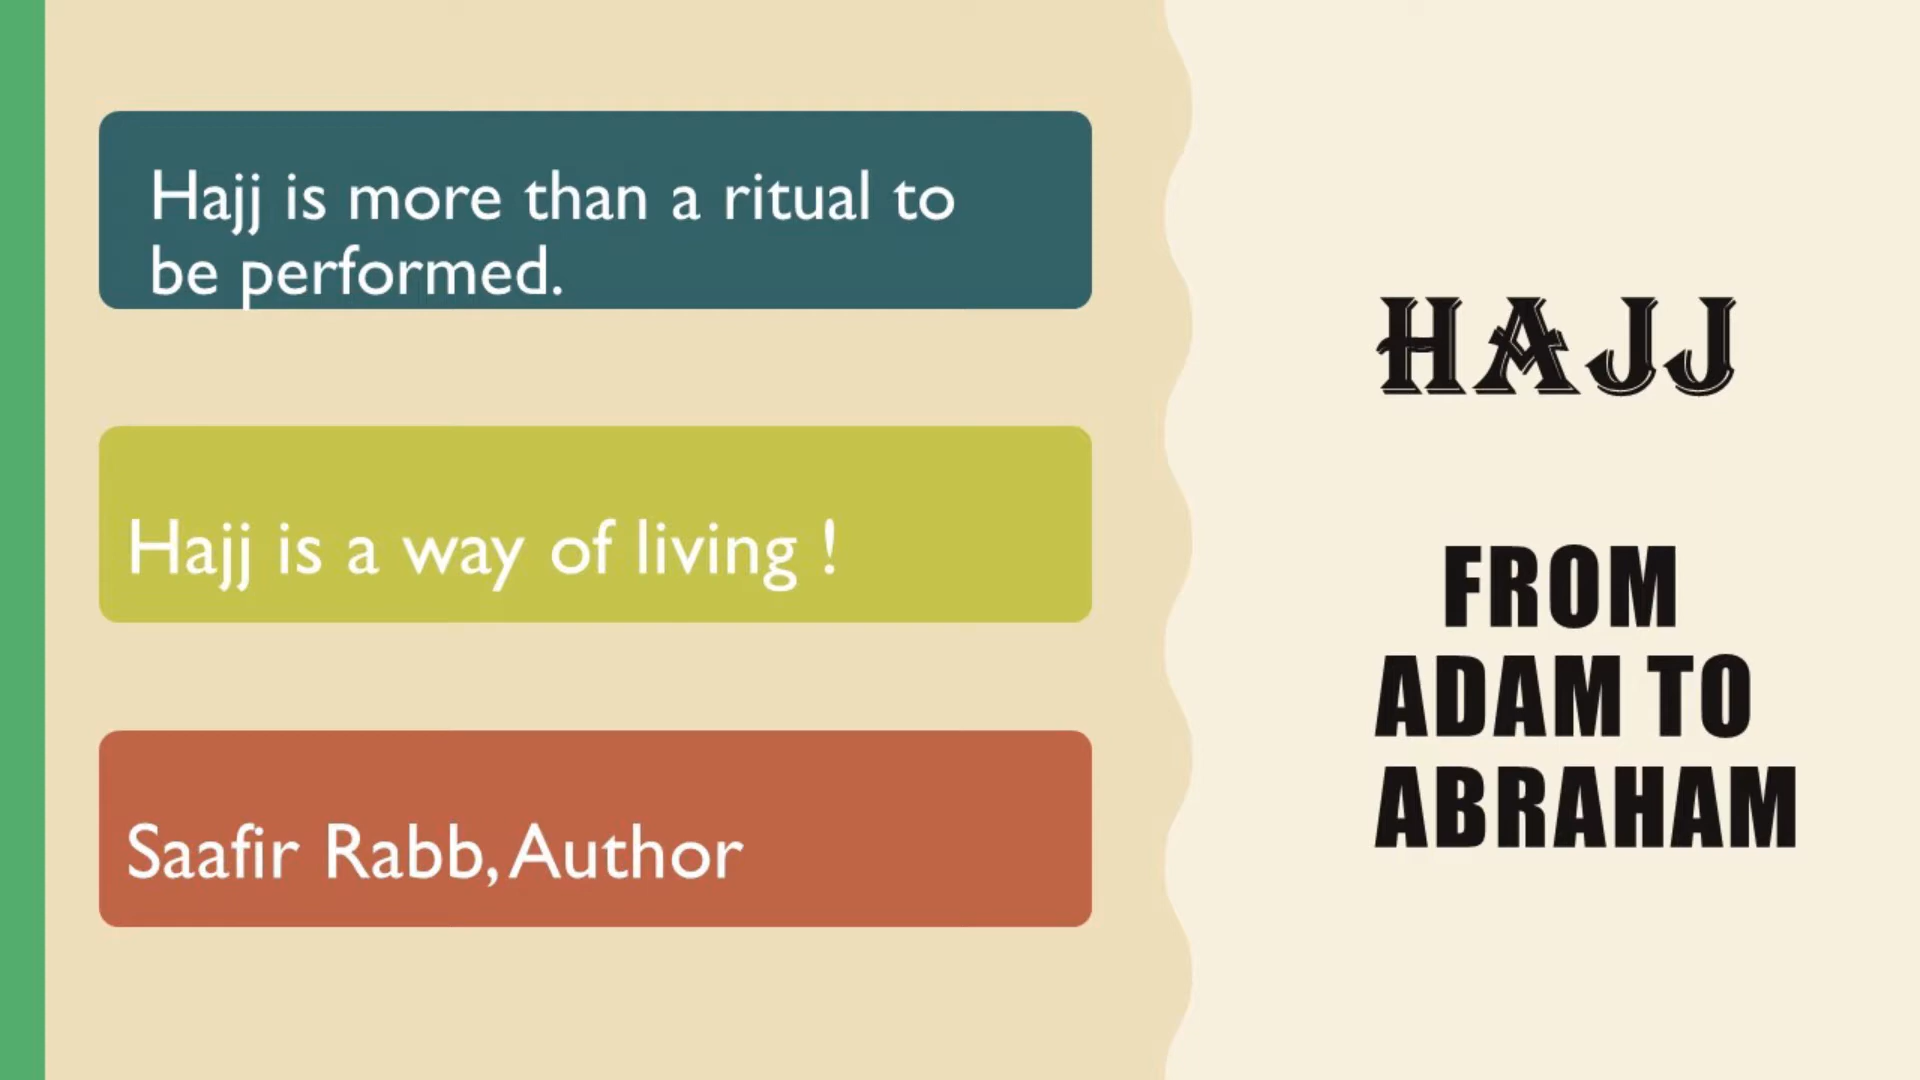 Hajj is more than a ritual to
be performed.
Hajj is a way of living !
Saafir Rabb, Author
HAJJ
FROM
ADAM TO
ABRAHAM